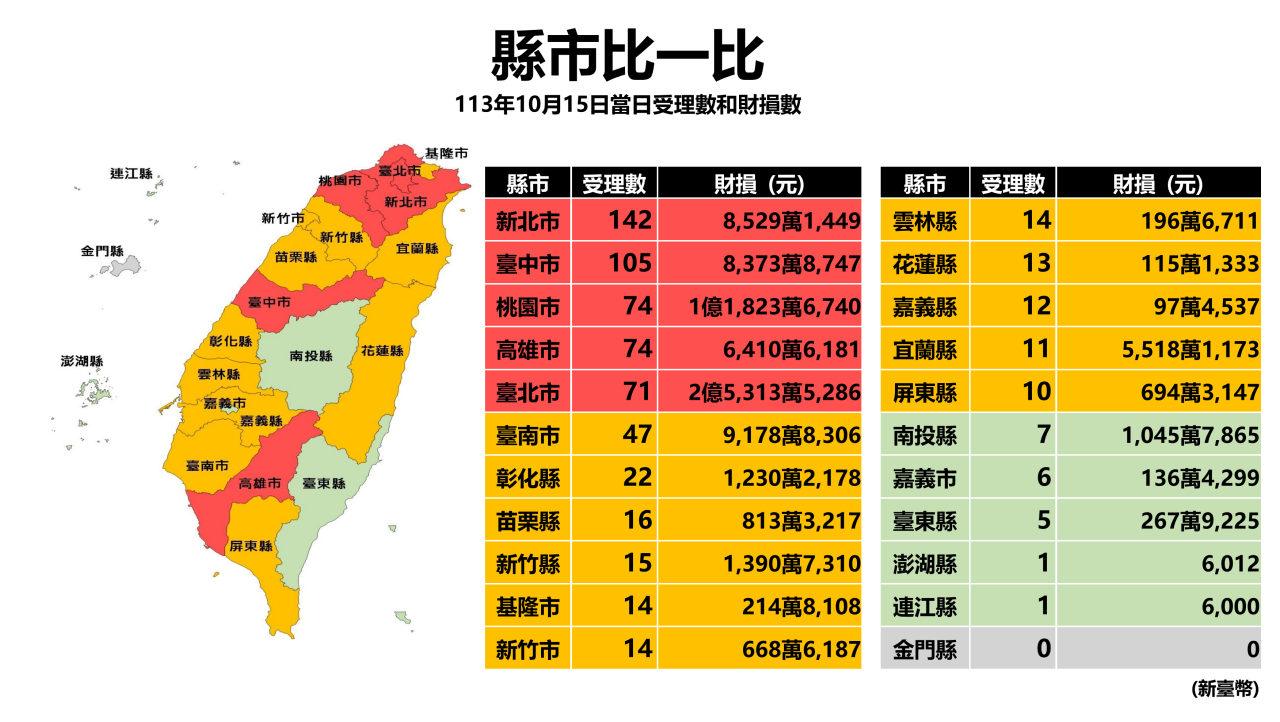 縣市比一比
113年10月15日當日受理數和財損數
基隆市
連江縣
臺北市
桃園市
新北市
新竹市
新竹縣
金門縣
宜蘭縣
苗栗縣
臺中市
彰化縣
花蓮縣
南投縣
澎湖縣
雲林縣
嘉義市
嘉義縣
臺南市
高雄市
臺東縣
屏東縣
縣市 受理數 財損 (元)
新北市 142 8,529萬1,449
臺中市 105 8,373萬8,747
桃園市 74 1億1,823萬6,740
高雄市 74 6,410萬6,181
臺北市 71 2億5,313萬5,286
臺南市 47 9,178萬8,306
彰化縣 22 1,230萬2,178
苗栗縣 16 813萬3,217
新竹縣 15 1,390萬7,310
基隆市 14 214萬8,108
新竹市 14 668萬6,187
縣市 受理數 財損 (元)
雲林縣 14 196萬6,711
花蓮縣 13 115萬1,333
嘉義縣 12 97萬4,537
宜蘭縣 11 5,518萬1,173
屏東縣 10 694萬3,147
南投縣 7 1,045萬7,865
嘉義市 6 136萬4,299
臺東縣 5 267萬9,225
澎湖縣 1 6,012
連江縣 1 6,000
金門縣 0 0
(新臺幣)